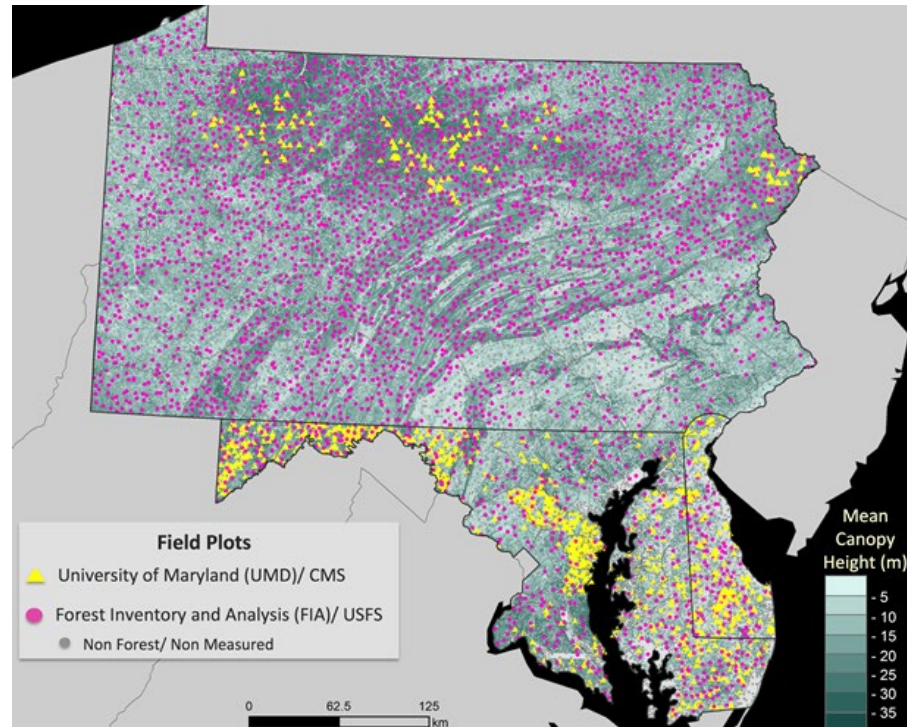 Field Plots
University of Maryland (UMD)/ CMS
Forest Inventory and Analysis (FIA)/ USFS
Non Forest/ Non Measured
0 62.5 125
km
Mean
Canopy
Height (m)
- 5
- 10
- 15
- 20
- 25
- 30
- 35